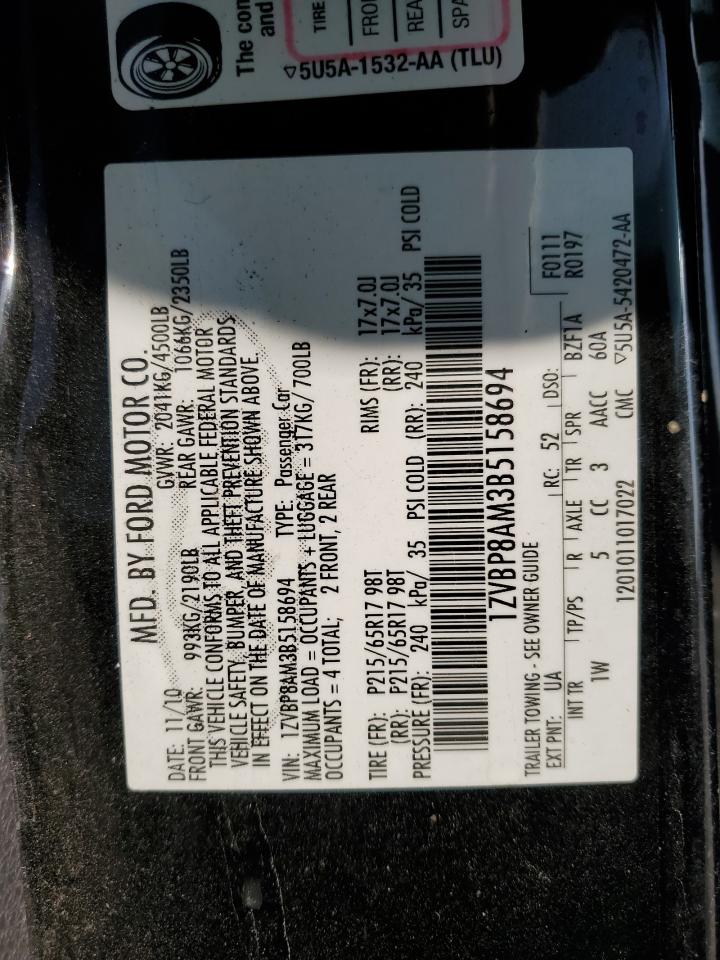 The con
and
TIRE
FRO
REA
SPA
▽5U5A-1532-AA (TLU)
MFD. BY FORD MOTOR CO.
DATE: 11/10 GVWR: 2041KG/4500LB
FRONT GAWR: 993KG/2190LB REAR GAWR: 1066KG/2350LB
THIS VEHICLE CONFORMS TO ALL APPLICABLE FEDERAL MOTOR
VEHICLE SAFETY, BUMPER, AND THEFT PREVENTION STANDARDS
IN EFFECT ON THE DATE OF MANUFACTURE SHOWN ABOVE.
VIN: 1ZVBP8AM3B5158694 TYPE: Passenger Car
MAXIMUM LOAD = OCCUPANTS + LUGGAGE = 317KG/700LB
OCCUPANTS = 4 TOTAL; 2 FRONT, 2 REAR
TIRE (FR): P215/65R17 98T RIMS (FR): 17x7.0J
(RR): P215/65R17 98T (RR): 17x7.0J
PRESSURE (FR): 240 kPa/ 35 PSI COLD (RR): 240 kPa/ 35 PSI COLD
1ZVBP8AM3B5158694
TRAILER TOWING - SEE OWNER GUIDE F0111
EXT PNT: UA RC: 52 DSO: R0197
INT TR TP/PS R AXLE TR SPR BZF1A
1W 5 CC 3 AACC 60A
12010111017022 CMC ▽5U5A-5420472-AA